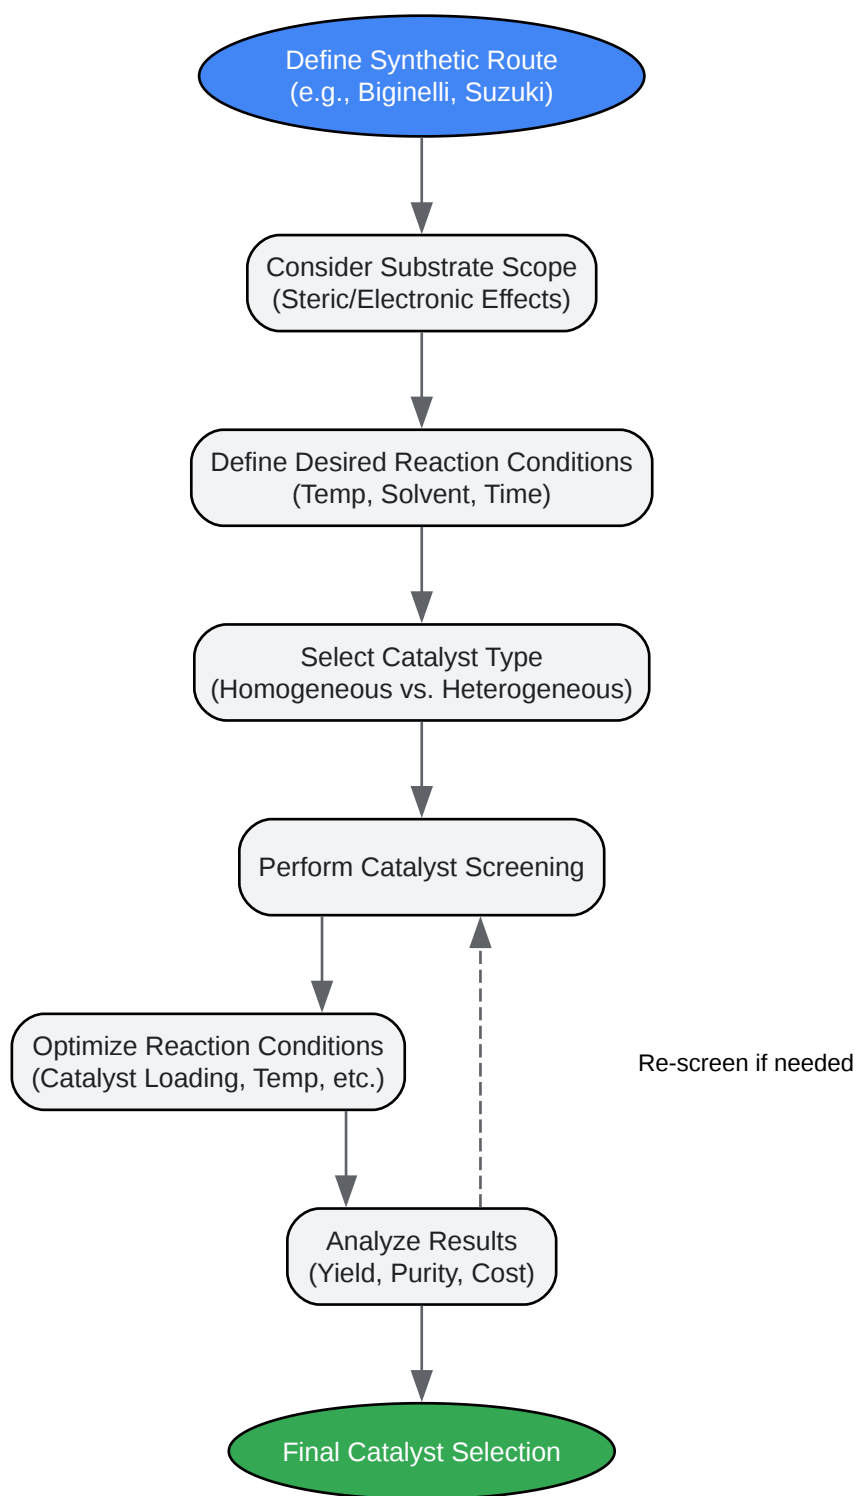 Define Synthetic Route
(e.g., Biginelli, Suzuki)
Consider Substrate Scope
(Steric/Electronic Effects)
Define Desired Reaction Conditions
(Temp, Solvent, Time)
Select Catalyst Type
(Homogeneous vs. Heterogeneous)
Perform Catalyst Screening
Optimize Reaction Conditions
(Catalyst Loading, Temp, etc.)
Re-screen if needed
Analyze Results
(Yield, Purity, Cost)
Final Catalyst Selection